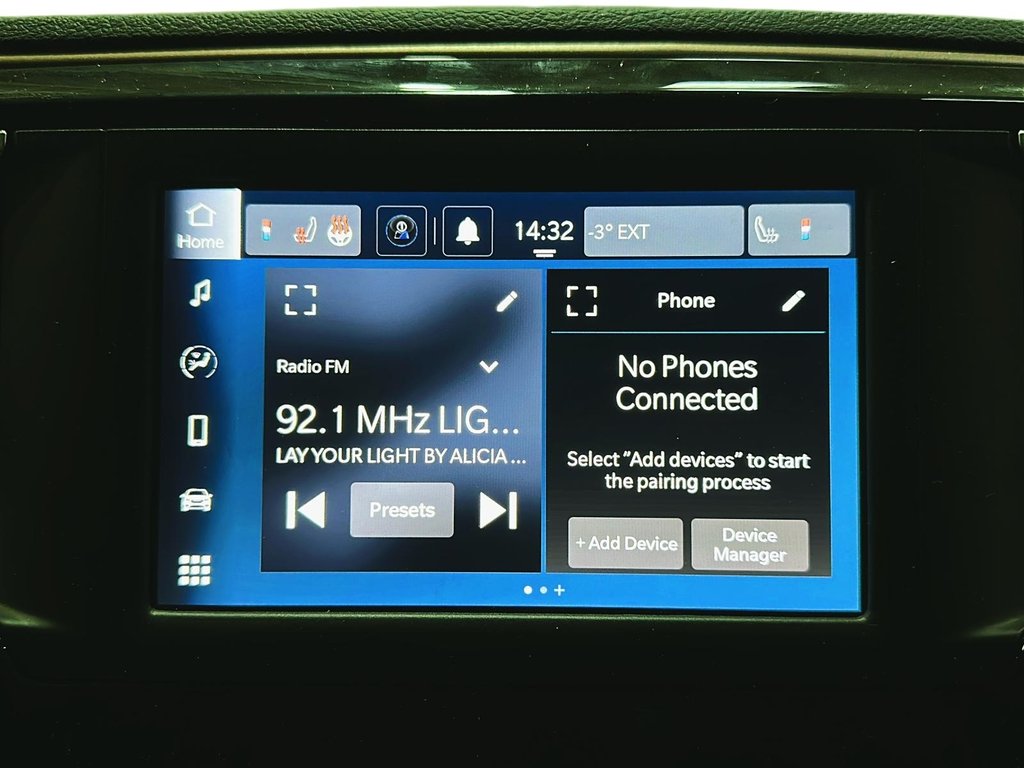 Home
14:32
-3° EXT
Radio FM
92.1 MHz LIG...
LAY YOUR LIGHT BY ALICIA ...
Presets
Phone
No Phones
Connected
Select “Add devices” to start
the pairing process
+ Add Device
Device
Manager